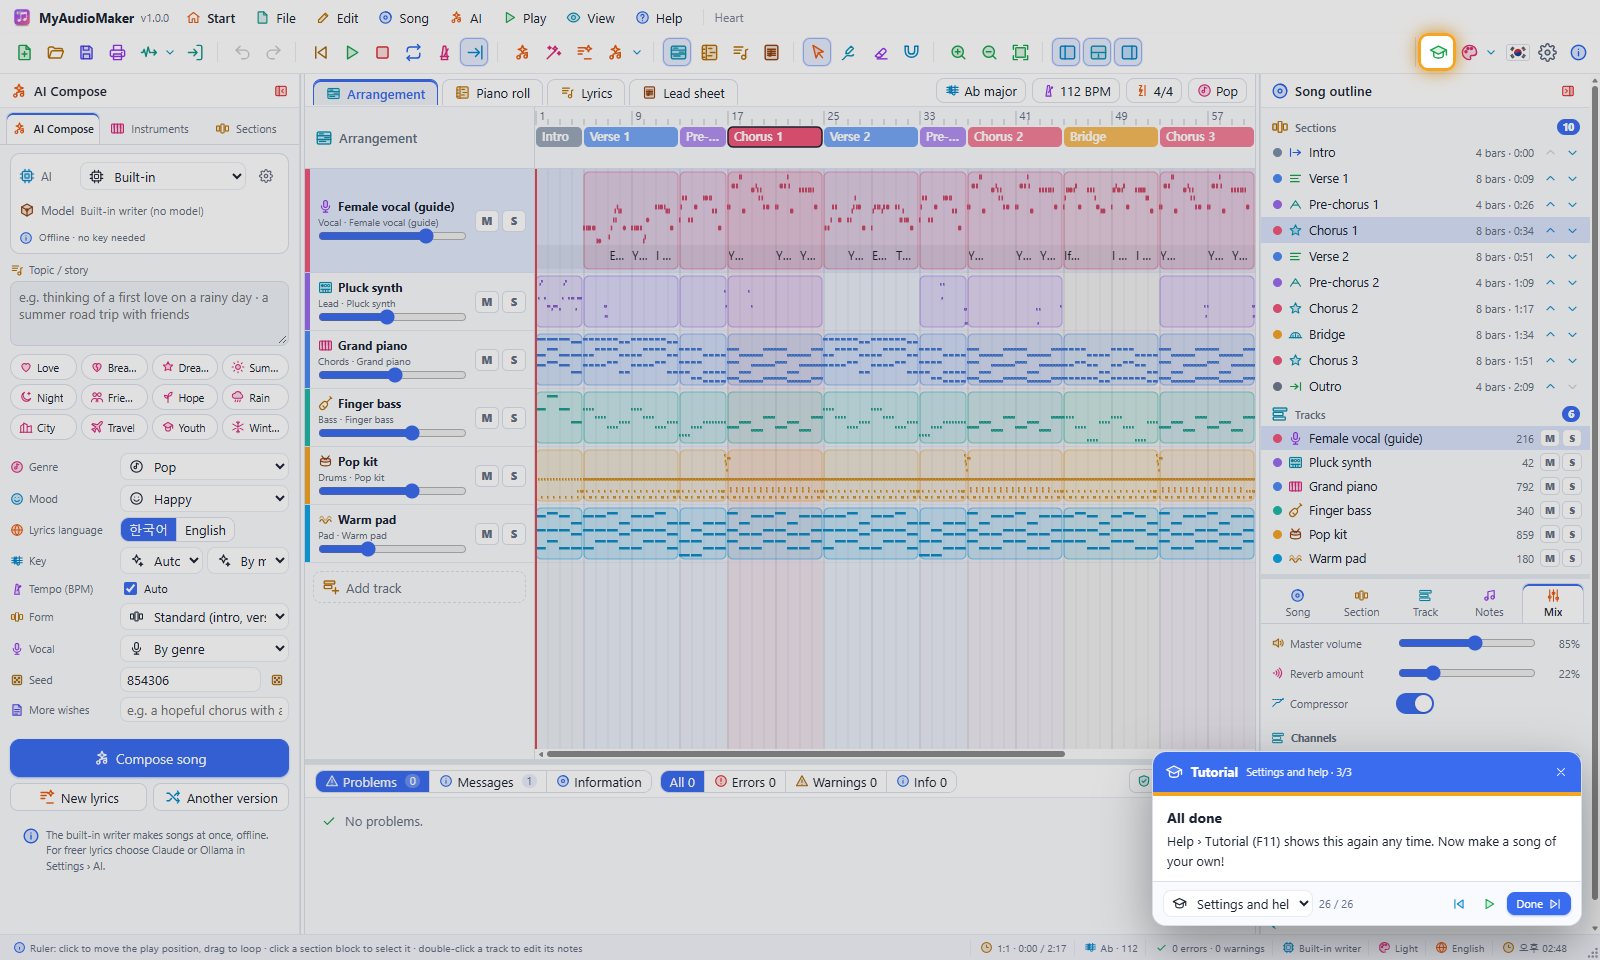 MyAudioMaker v1.0.0 Start File Edit Song AI Play View Help Heart
AI Compose
AI Compose Instruments Sections
AI Built-in
Model Built-in writer (no model)
Offline · no key needed
Topic / story
e.g. thinking of a first love on a rainy day · a
summer road trip with friends
Love Brea... Drea... Sum...
Night Frie... Hope Rain
City Travel Youth Wint...
Genre Pop
Mood Happy
Lyrics language 한국어 English
Key Auto By m
Tempo (BPM) Auto
Form Standard (intro, vers
Vocal By genre
Seed 854306
More wishes e.g. a hopeful chorus with a
Compose song
New lyrics Another version
The built-in writer makes songs at once, offline.
For freer lyrics choose Claude or Ollama in
Settings › AI.
Arrangement Piano roll Lyrics Lead sheet Ab major 112 BPM 4/4 Pop
Arrangement
1 9 17 25 33 41 49 57
Intro Verse 1 Pre-... Chorus 1 Verse 2 Pre-... Chorus 2 Bridge Chorus 3
Female vocal (guide)
Vocal · Female vocal (guide)
M S
E... Y... I ... Y... Y... Y... Y... E... T... Y... Y... Y... If... I ... I ... Y... Y... Y...
Pluck synth
Lead · Pluck synth
M S
Grand piano
Chords · Grand piano
M S
Finger bass
Bass · Finger bass
M S
Pop kit
Drums · Pop kit
M S
Warm pad
Pad · Warm pad
M S
Add track
Problems 0 Messages 1 Information All 0 Errors 0 Warnings 0 Info 0
No problems.
Song outline
Sections 10
Intro 4 bars · 0:00
Verse 1 8 bars · 0:09
Pre-chorus 1 4 bars · 0:26
Chorus 1 8 bars · 0:34
Verse 2 8 bars · 0:51
Pre-chorus 2 4 bars · 1:09
Chorus 2 8 bars · 1:17
Bridge 8 bars · 1:34
Chorus 3 8 bars · 1:51
Outro 4 bars · 2:09
Tracks 6
Female vocal (guide) 216 M S
Pluck synth 42 M S
Grand piano 792 M S
Finger bass 340 M S
Pop kit 859 M S
Warm pad 180 M S
Song Section Track Notes Mix
Master volume 85%
Reverb amount 22%
Compressor
Channels
Tutorial Settings and help · 3/3
All done
Help › Tutorial (F11) shows this again any time. Now make a song of
your own!
Settings and hel 26 / 26 Done
Ruler: click to move the play position, drag to loop · click a section block to select it · double-click a track to edit its notes 1:1 · 0:00 / 2:17 Ab · 112 0 errors · 0 warnings Built-in writer Light English 오후 02:48